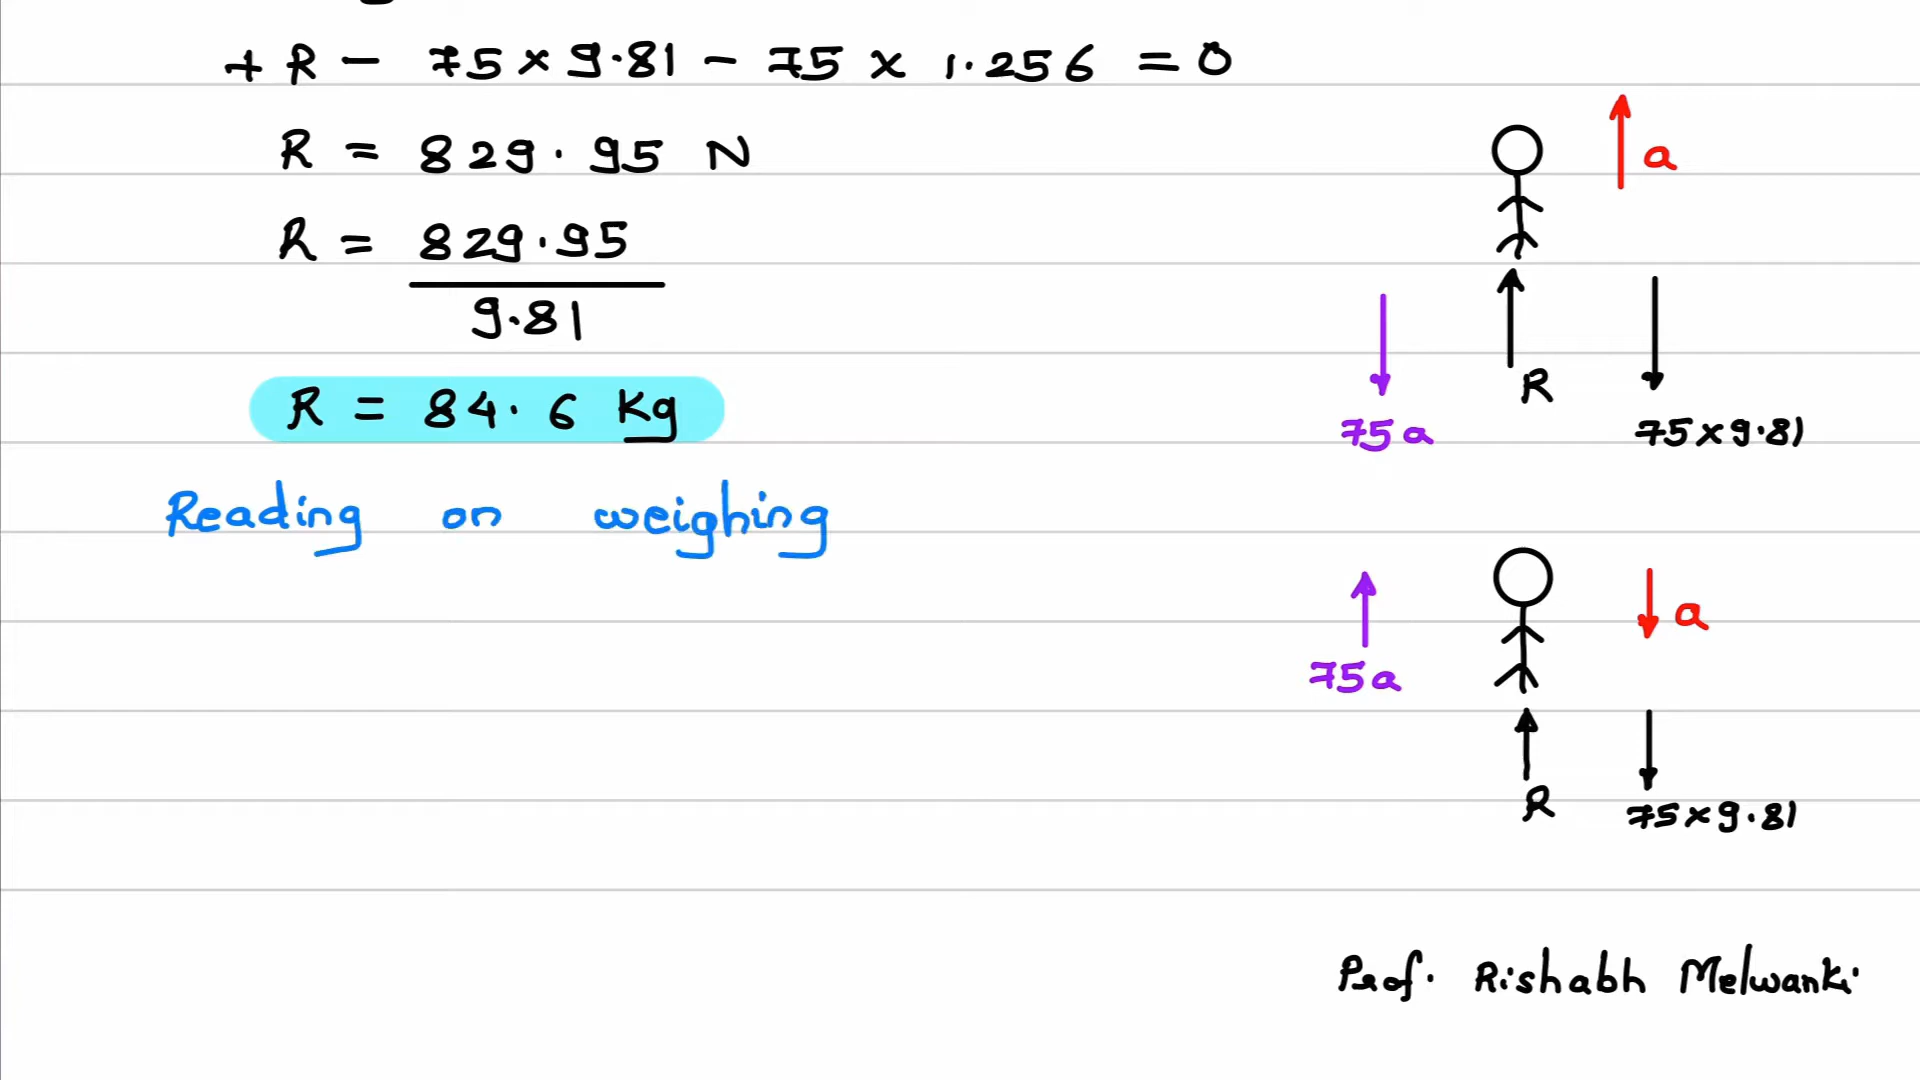 + R - 75 × 9.81 - 75 × 1.256 = 0
R = 829.95 N
R = 829.95
9.81
R = 84.6 Kg
Reading on weighing
a
R
75a
75×9.81
a
75a
R
75×9.81
Prof. Rishabh Melwanki